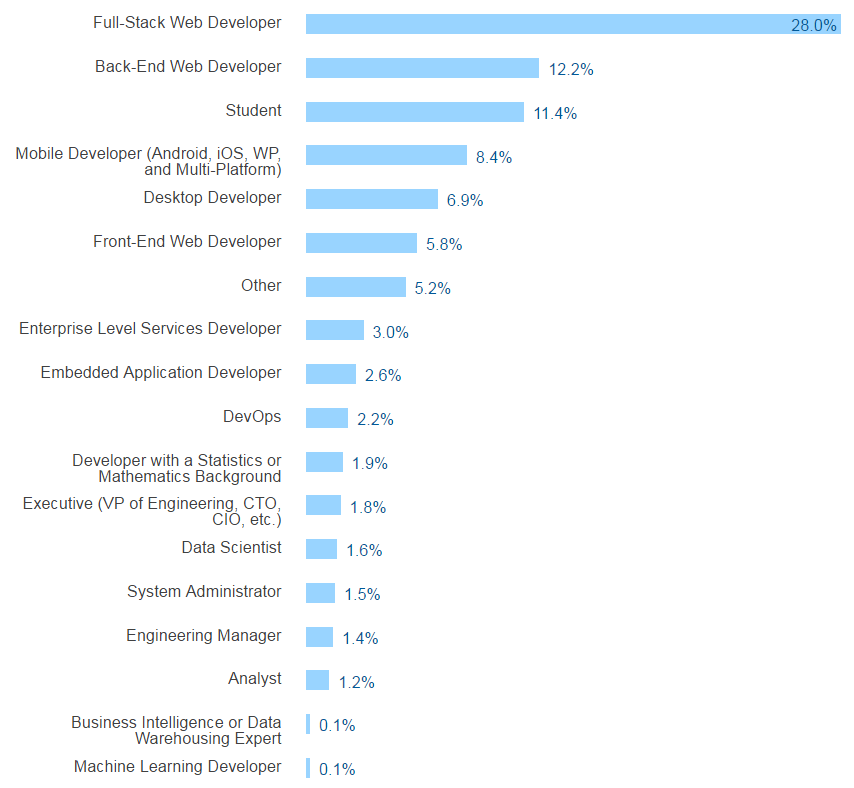 Full-Stack Web Developer 28.0%
Back-End Web Developer 12.2%
Student 11.4%
Mobile Developer (Android, iOS, WP,
and Multi-Platform) 8.4%
Desktop Developer 6.9%
Front-End Web Developer 5.8%
Other 5.2%
Enterprise Level Services Developer 3.0%
Embedded Application Developer 2.6%
DevOps 2.2%
Developer with a Statistics or
Mathematics Background 1.9%
Executive (VP of Engineering, CTO,
CIO, etc.) 1.8%
Data Scientist 1.6%
System Administrator 1.5%
Engineering Manager 1.4%
Analyst 1.2%
Business Intelligence or Data
Warehousing Expert 0.1%
Machine Learning Developer 0.1%